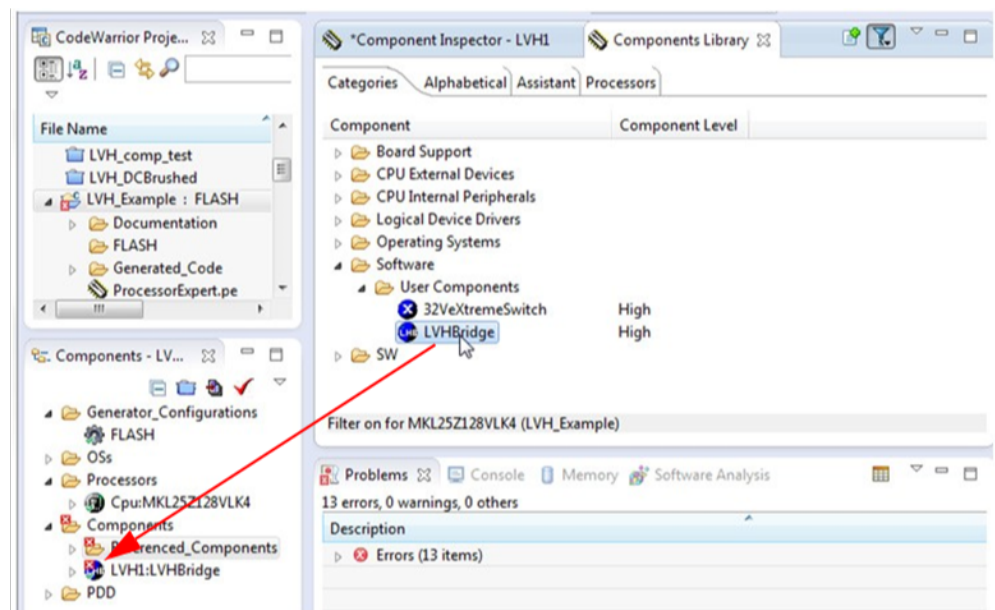 CodeWarrior Proje...
File Name
LVH_comp_test
LVH_DCBrushed
LVH_Example : FLASH
Documentation
FLASH
Generated_Code
ProcessorExpert.pe
Components - LV...
Generator_Configurations
FLASH
OSs
Processors
Cpu:MKL25Z128VLK4
Components
Referenced_Components
LVH1:LVHBridge
PDD
*Component Inspector - LVH1 Components Library
Categories Alphabetical Assistant Processors
Component Component Level
Board Support
CPU External Devices
CPU Internal Peripherals
Logical Device Drivers
Operating Systems
Software
User Components
32VeXtremeSwitch High
LVHBridge High
SW
Filter on for MKL25Z128VLK4 (LVH_Example)
Problems Console Memory Software Analysis
13 errors, 0 warnings, 0 others
Description
Errors (13 items)